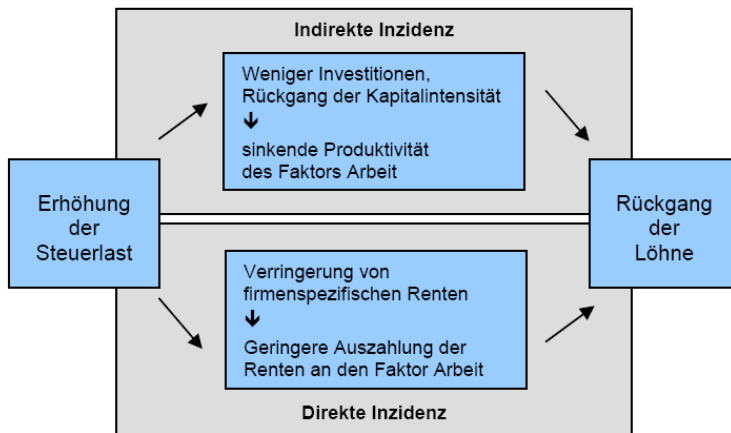 Indirekte Inzidenz
Weniger Investitionen,
Rückgang der Kapitalintensität
sinkende Produktivität
des Faktors Arbeit
Erhöhung
der
Steuerlast
Rückgang
der
Löhne
Verringerung von
firmenspezifischen Renten
Geringere Auszahlung der
Renten an den Faktor Arbeit
Direkte Inzidenz